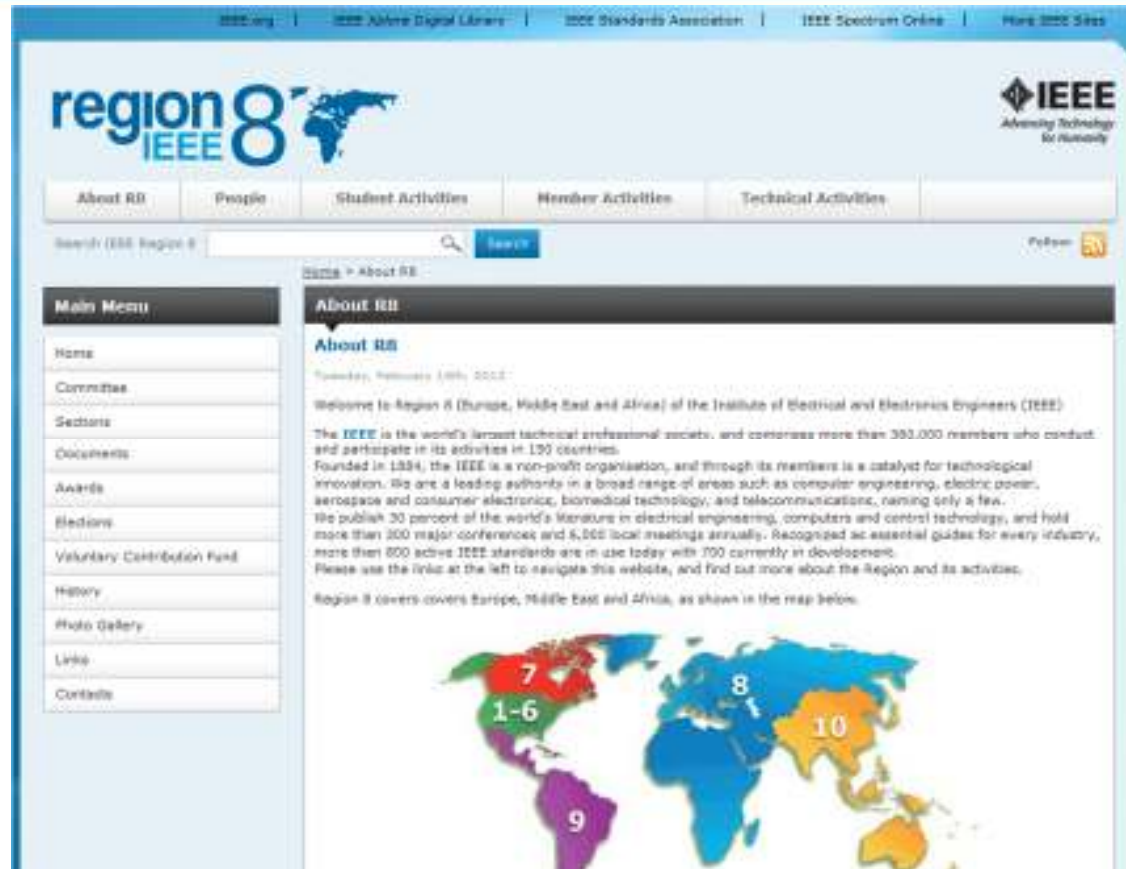 IEEE.org | IEEE Xplore Digital Library | IEEE Standards Association | IEEE Spectrum Online | More IEEE Sites
region 8
IEEE
IEEE
Advancing Technology
for Humanity
About R8 People Student Activities Member Activities Technical Activities
Search IEEE Region 8 Search Follow:
Home > About R8
Main Menu
Home
Committee
Sections
Documents
Awards
Elections
Voluntary Contribution Fund
History
Photo Gallery
Links
Contacts
About R8
About R8
Tuesday, February
Welcome to Region 8 (Europe, Middle East and Africa) of the Institute of Electrical and Electronics Engineers (IEEE)
The IEEE is the world's largest technical professional society, and comprises more than 380,000 members who conduct
and participate in its activities in 150 countries.
Founded in 1884, the IEEE is a non-profit organisation, and through its members is a catalyst for technological
innovation. We are a leading authority in a broad range of areas such as computer engineering, electric power,
aerospace and consumer electronics, biomedical technology, and telecommunications, naming only a few.
We publish 30 percent of the world's literature in electrical engineering, computers and control technology, and hold
more than 300 major conferences and 6,000 local meetings annually. Recognized as essential guides for every industry,
more than 800 active IEEE standards are in use today with 700 currently in development.
Please use the links at the left to navigate this website, and find out more about the Region and its activities.
Region 8 covers covers Europe, Middle East and Africa, as shown in the map below.
7
8
1-6
10
9